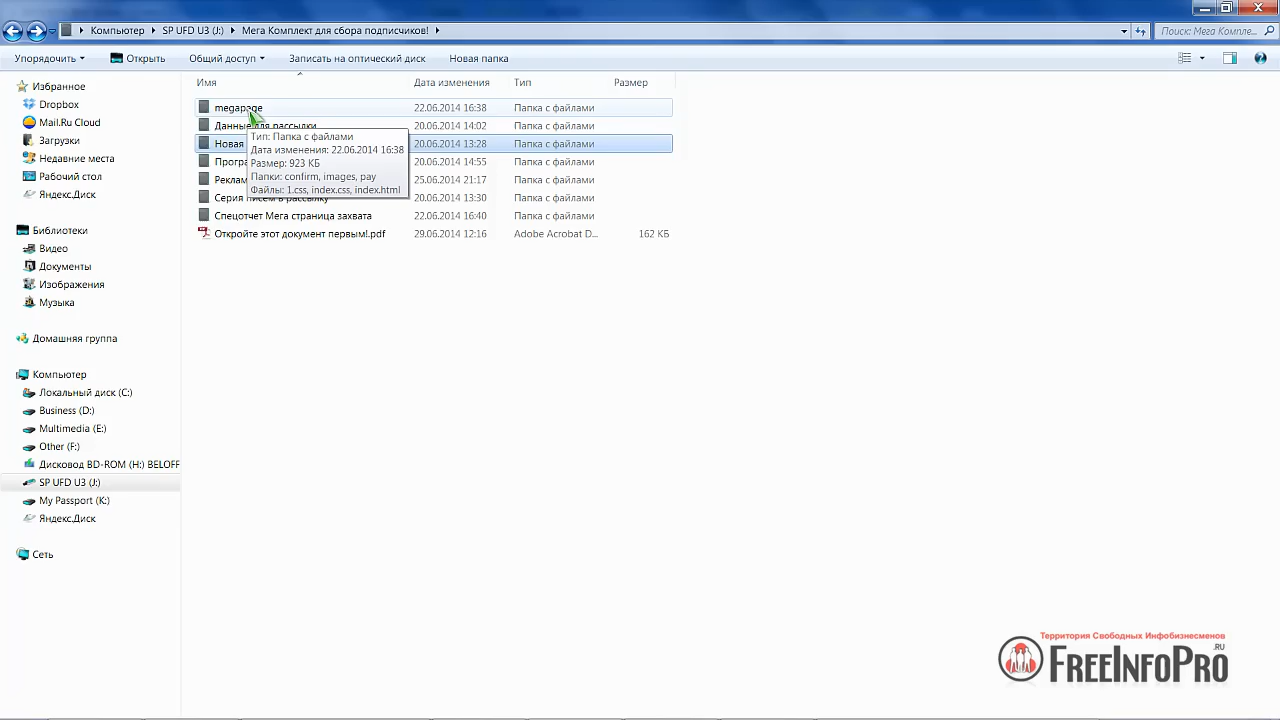 Компьютер SP UFD U3 (J:) Мега Комплект для сбора подписчиков! Поиск: Мега Компле...
Упорядочить Открыть Общий доступ Записать на оптический диск Новая папка
Избранное
Dropbox
Mail.Ru Cloud
Загрузки
Недавние места
Рабочий стол
Яндекс.Диск
Библиотеки
Видео
Документы
Изображения
Музыка
Домашняя группа
Компьютер
Локальный диск (C:)
Business (D:)
Multimedia (E:)
Other (F:)
Дисковод BD-ROM (H:) BELOFF
SP UFD U3 (J:)
My Passport (K:)
Яндекс.Диск
Сеть
Имя Дата изменения Тип Размер
megapage 22.06.2014 16:38 Папка с файлами
Данные для рассылки 20.06.2014 14:02 Папка с файлами
Новая 20.06.2014 13:28 Папка с файлами
20.06.2014 14:55 Папка с файлами
25.06.2014 21:17 Папка с файлами
Серия писем в рассылку 20.06.2014 13:30 Папка с файлами
Спецотчет Мега страница захвата 22.06.2014 16:40 Папка с файлами
Откройте этот документ первым!.pdf 29.06.2014 12:16 Adobe Acrobat D... 162 КБ
Тип: Папка с файлами
Дата изменения: 22.06.2014 16:38
Размер: 923 КБ
Папки: confirm, images, pay
Файлы: 1.css, index.css, index.html
Территория Свободных Инфобизнесменов
.RU
FREEINFOPRO